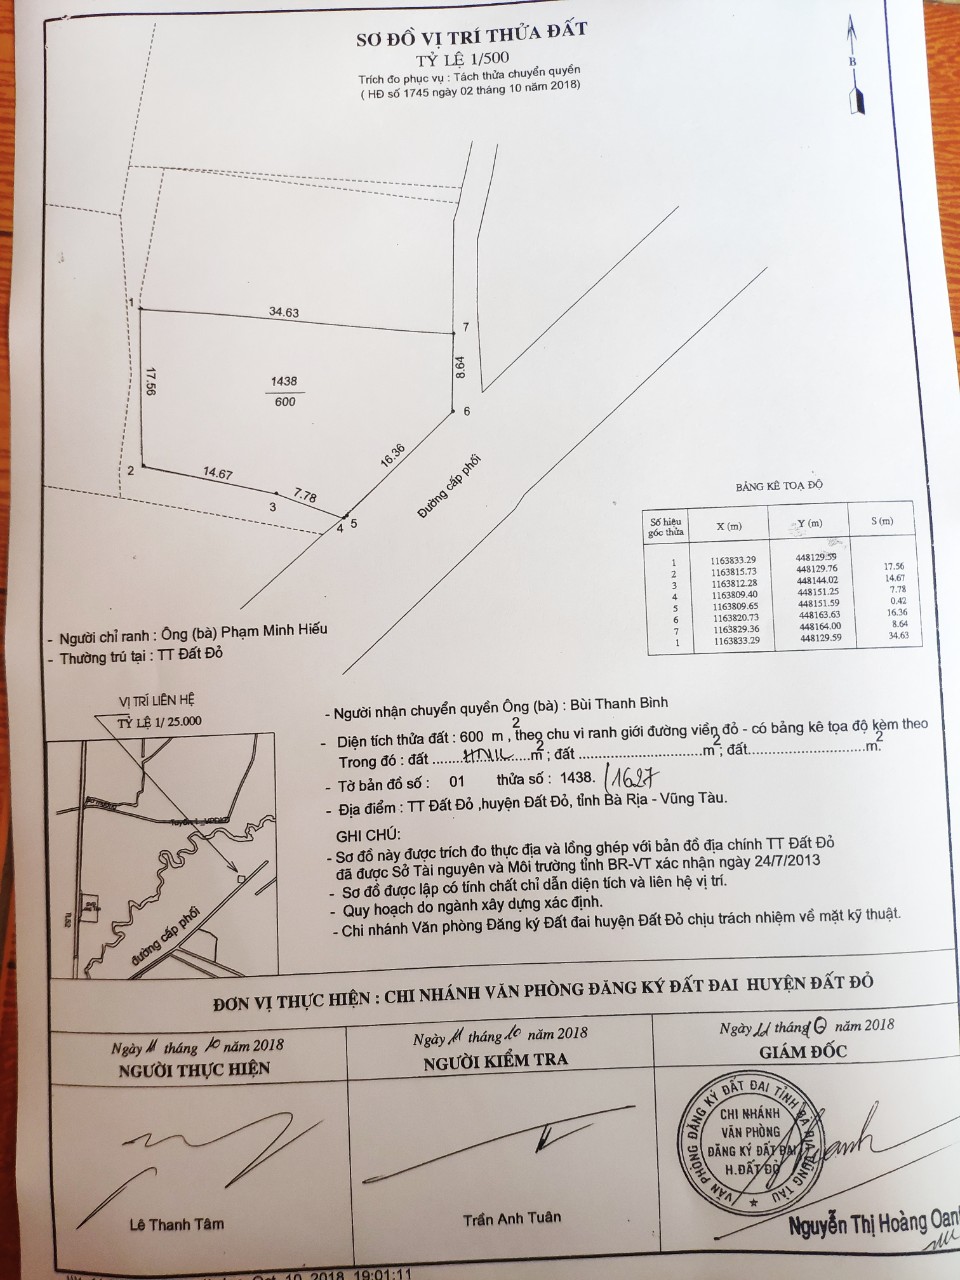 SƠ ĐỒ VỊ TRÍ THỬA ĐẤT
TỶ LỆ 1/500
Trích đo phục vụ : Tách thửa chuyển quyền
( HĐ số 1745 ngày 02 tháng 10 năm 2018)
B
1
34.63
7
17.56
1438
600
8.64
6
2
14.67
16.36
7.78
3
4
5
Đường cấp phối
BẢNG KÊ TOẠ ĐỘ
Số hiệu góc thửa X (m) Y (m) S (m)
1 1163833.29 448129.59
17.56
2 1163815.73 448129.76
14.67
3 1163812.28 448144.02
7.78
4 1163809.40 448151.25
0.42
5 1163809.65 448151.59
16.36
6 1163820.73 448163.63
8.64
7 1163829.36 448164.00
34.63
1 1163833.29 448129.59
- Người chỉ ranh : Ông (bà) Phạm Minh Hiếu
- Thường trú tại : TT Đất Đỏ
VỊ TRÍ LIÊN HỆ
TỶ LỆ 1/ 25.000
TL52
đường cấp phối
- Người nhận chuyển quyền Ông (bà) : Bùi Thanh Bình
- Diện tích thửa đất : 600 m2, theo chu vi ranh giới đường viền đỏ - có bảng kê tọa độ kèm theo
Trong đó : đất ........HNK....m2 ; đất ..............................m2; đất............................m2.
- Tờ bản đồ số : 01 thửa số : 1438. /1627
- Địa điểm : TT Đất Đỏ ,huyện Đất Đỏ, tỉnh Bà Rịa - Vũng Tàu.
GHI CHÚ:
- Sơ đồ này được trích đo thực địa và lồng ghép với bản đồ địa chính TT Đất Đỏ
đã được Sở Tài nguyên và Môi trường tỉnh BR-VT xác nhận ngày 24/7/2013
- Sơ đồ được lập có tính chất chỉ dẫn diện tích và liên hệ vị trí.
- Quy hoạch do ngành xây dựng xác định.
- Chi nhánh Văn phòng Đăng ký Đất đai huyện Đất Đỏ chịu trách nhiệm về mặt kỹ thuật.
ĐƠN VỊ THỰC HIỆN : CHI NHÁNH VĂN PHÒNG ĐĂNG KÝ ĐẤT ĐAI HUYỆN ĐẤT ĐỎ
Ngày 11 tháng 10 năm 2018
NGƯỜI THỰC HIỆN
Lê Thanh Tâm
Ngày 11 tháng 10 năm 2018
NGƯỜI KIỂM TRA
Trần Anh Tuân
Ngày 11 tháng năm 2018
GIÁM ĐỐC
VĂN PHÒNG ĐĂNG KÝ ĐẤT ĐAI TỈNH BÀ RỊA VŨNG TÀU
CHI NHÁNH
VĂN PHÒNG
ĐĂNG KÝ ĐẤT ĐAI
H.ĐẤT ĐỎ
Nguyễn Thị Hoàng Oanh
Oct 10 2018 19:01:11